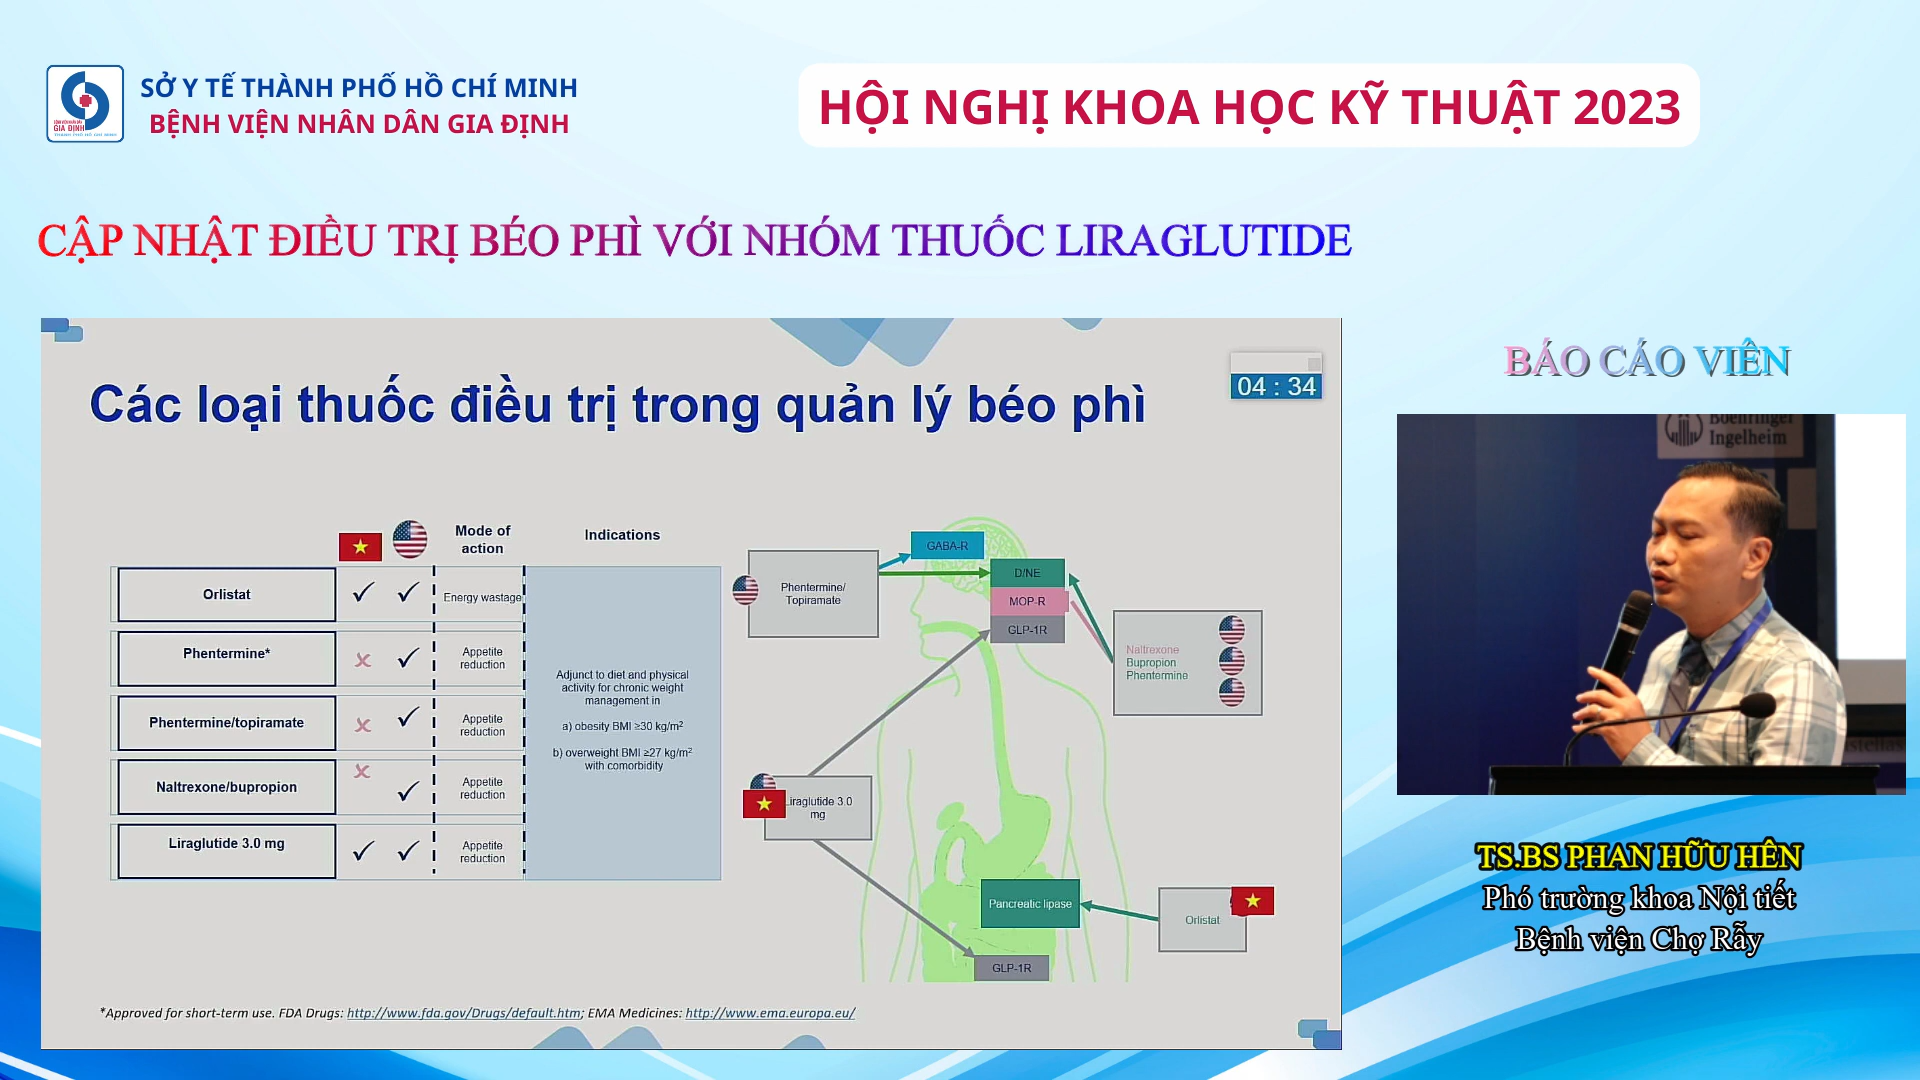 SỞ Y TẾ THÀNH PHỐ HỒ CHÍ MINH
BỆNH VIỆN NHÂN DÂN GIA ĐỊNH
GIA ĐỊNH
HỘI NGHỊ KHOA HỌC KỸ THUẬT 2023
CẬP NHẬT ĐIỀU TRỊ BÉO PHÌ VỚI NHÓM THUỐC LIRAGLUTIDE
04 : 34
Các loại thuốc điều trị trong quản lý béo phì
Mode of
action
Indications
Orlistat
Energy wastage
Phentermine*
Appetite
reduction
Phentermine/topiramate
Appetite
reduction
Naltrexone/bupropion
Appetite
reduction
Liraglutide 3.0 mg
Appetite
reduction
Adjunct to diet and physical
activity for chronic weight
management in
a) obesity BMI ≥30 kg/m²
b) overweight BMI ≥27 kg/m²
with comorbidity
Phentermine/
Topiramate
GABA-R
D/NE
MOP-R
GLP-1R
Naltrexone
Bupropion
Phentermine
iraglutide 3.0
mg
Pancreatic lipase
Orlistat
GLP-1R
*Approved for short-term use. FDA Drugs: http://www.fda.gov/Drugs/default.htm; EMA Medicines: http://www.ema.europa.eu/
BÁO CÁO VIÊN
Boehringer
Ingelheim
stellas
TS.BS PHAN HỮU HÊN
Phó trưởng khoa Nội tiết
Bệnh viện Chợ Rẫy